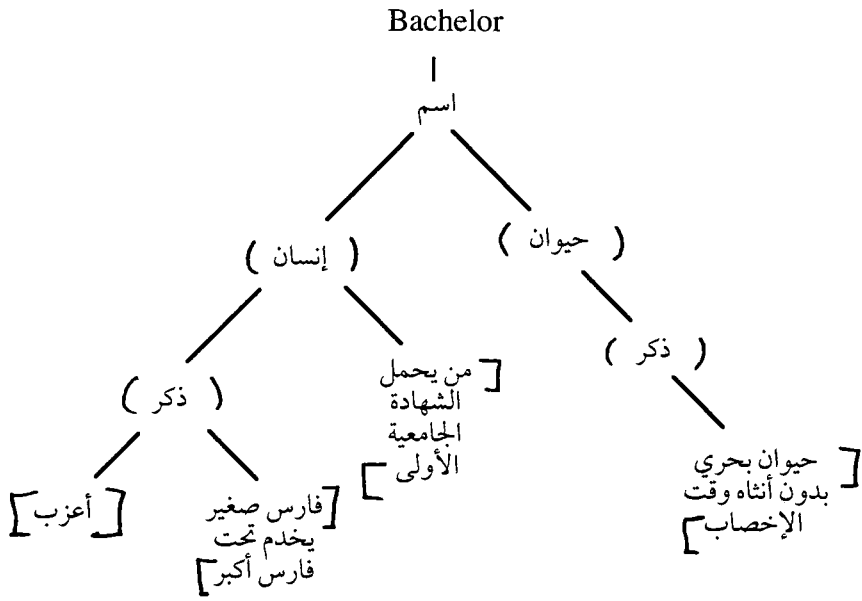 Bachelor
اسم
( إنسان )
( حيوان )
( ذكر )
( ذكر )
[من يحمل
الشهادة
الجامعية
الأولى]
[أعزب]
[فارس صغير
يخدم تحت
فارس أكبر]
[حيوان بحري
بدون أنثاه وقت
الإخصاب]